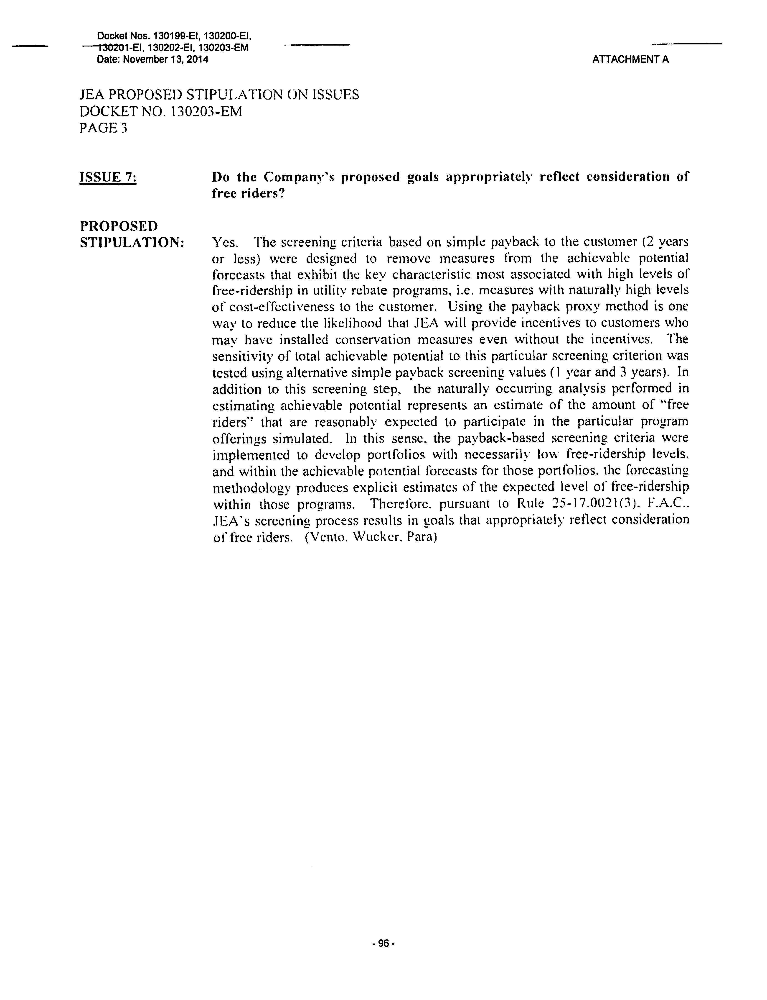 Docket Nos. 130199-EI, 130200-EI,
130201-EI, 130202-EI, 130203-EM
Date: November 13, 2014
ATTACHMENT A
JEA PROPOSED STIPULATION ON ISSUES
DOCKET NO. 130203-EM
PAGE 3
ISSUE 7:
Do the Company's proposed goals appropriately reflect consideration of
free riders?
PROPOSED
STIPULATION:
Yes. The screening criteria based on simple payback to the customer (2 years
or less) were designed to remove measures from the achievable potential
forecasts that exhibit the key characteristic most associated with high levels of
free-ridership in utility rebate programs, i.e. measures with naturally high levels
of cost-effectiveness to the customer. Using the payback proxy method is one
way to reduce the likelihood that JEA will provide incentives to customers who
may have installed conservation measures even without the incentives. The
sensitivity of total achievable potential to this particular screening criterion was
tested using alternative simple payback screening values (1 year and 3 years). In
addition to this screening step, the naturally occurring analysis performed in
estimating achievable potential represents an estimate of the amount of "free
riders" that are reasonably expected to participate in the particular program
offerings simulated. In this sense, the payback-based screening criteria were
implemented to develop portfolios with necessarily low free-ridership levels,
and within the achievable potential forecasts for those portfolios, the forecasting
methodology produces explicit estimates of the expected level of free-ridership
within those programs. Therefore, pursuant to Rule 25-17.0021(3), F.A.C.,
JEA's screening process results in goals that appropriately reflect consideration
of free riders. (Vento, Wucker, Para)
- 96 -